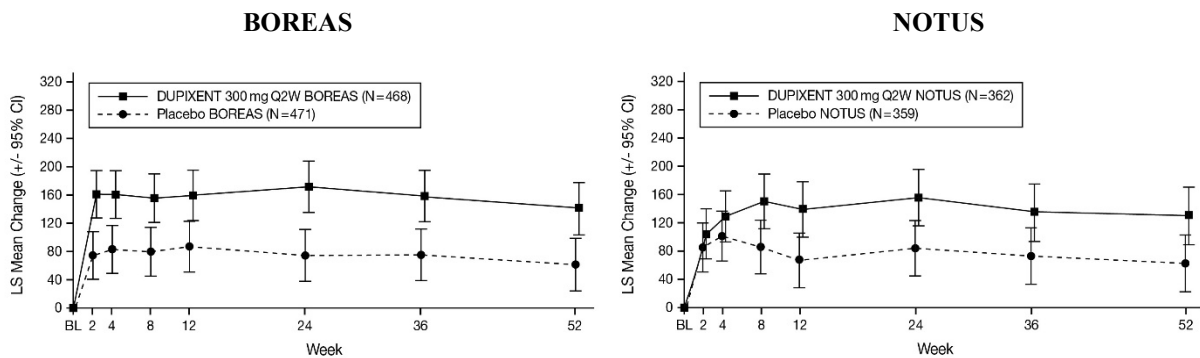 BOREAS
LS Mean Change (+/- 95% CI)
320
280
240
200
160
120
80
40
0
DUPIXENT 300 mg Q2W BOREAS (N=468)
Placebo BOREAS (N=471)
BL 2 4 8 12 24 36 52
Week
NOTUS
LS Mean Change (+/- 95% CI)
320
280
240
200
160
120
80
40
0
DUPIXENT 300 mg Q2W NOTUS (N=362)
Placebo NOTUS (N=359)
BL 2 4 8 12 24 36 52
Week